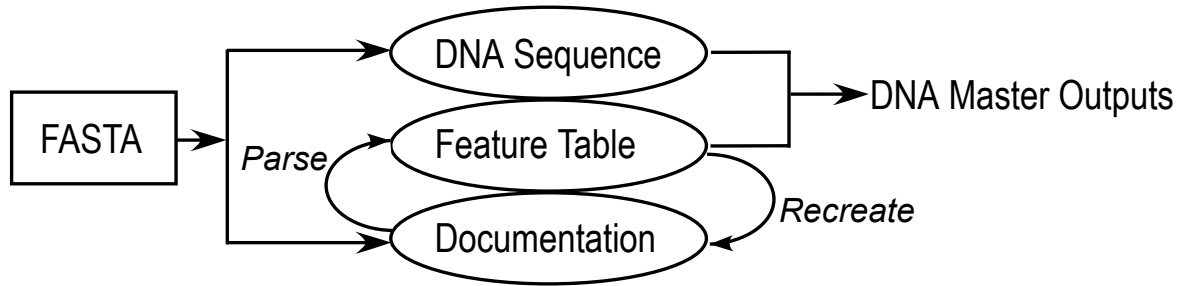 DNA Sequence
DNA Master Outputs
FASTA
Parse
Feature Table
Recreate
Documentation